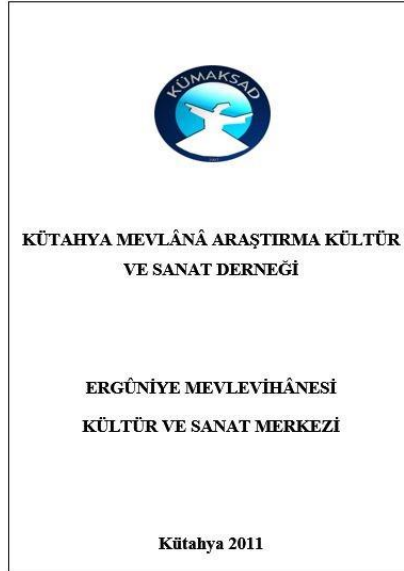 KÜMAKSAD
KÜTAHYA MEVLÂNÂ ARAŞTIRMA KÜLTÜR
VE SANAT DERNEĞİ
ERGÛNİYE MEVLEVİHÂNESİ
KÜLTÜR VE SANAT MERKEZİ
Kütahya 2011